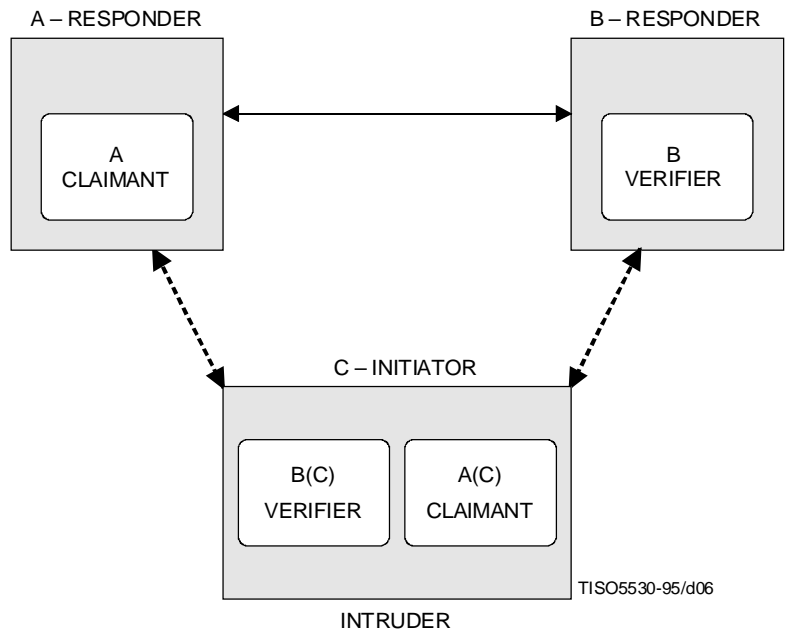 A – RESPONDER
B – RESPONDER
A
CLAIMANT
B
VERIFIER
C – INITIATOR
B(C)
VERIFIER
A(C)
CLAIMANT
TISO5530-95/d06
INTRUDER